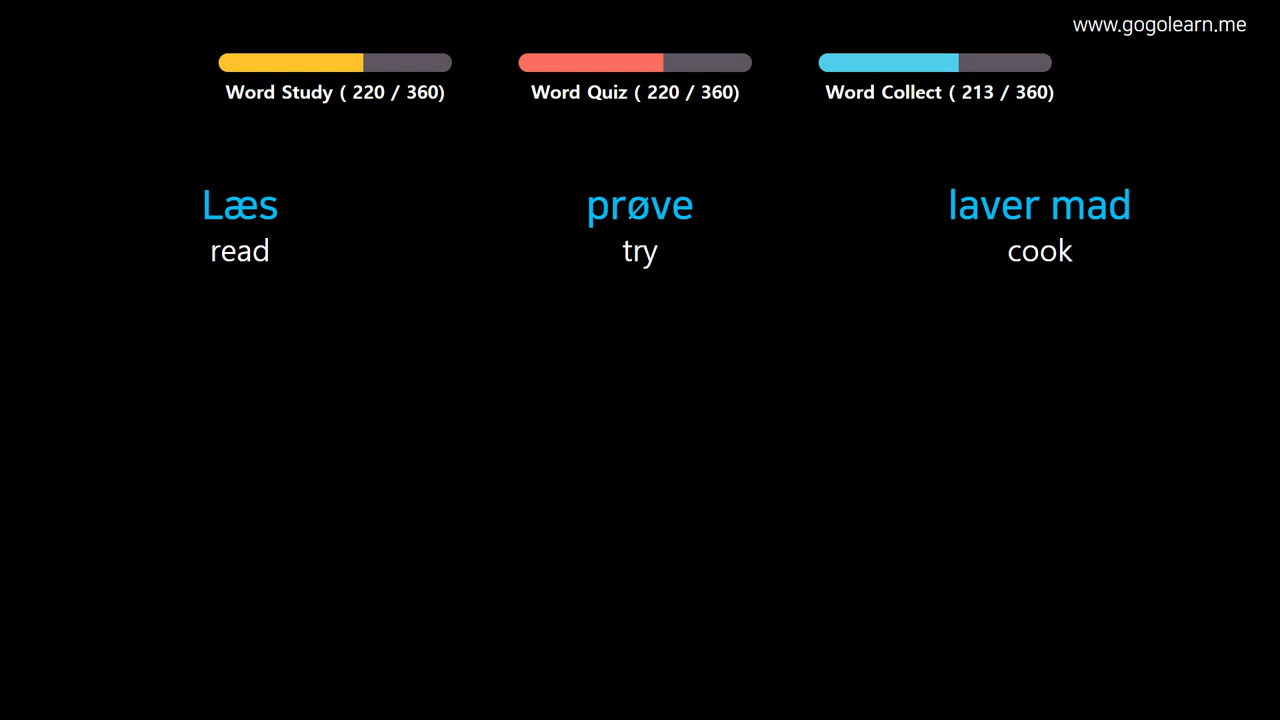 www.gogolearn.me
Word Study ( 220 / 360)
Word Quiz ( 220 / 360)
Word Collect ( 213 / 360)
Læs
read
prøve
try
laver mad
cook